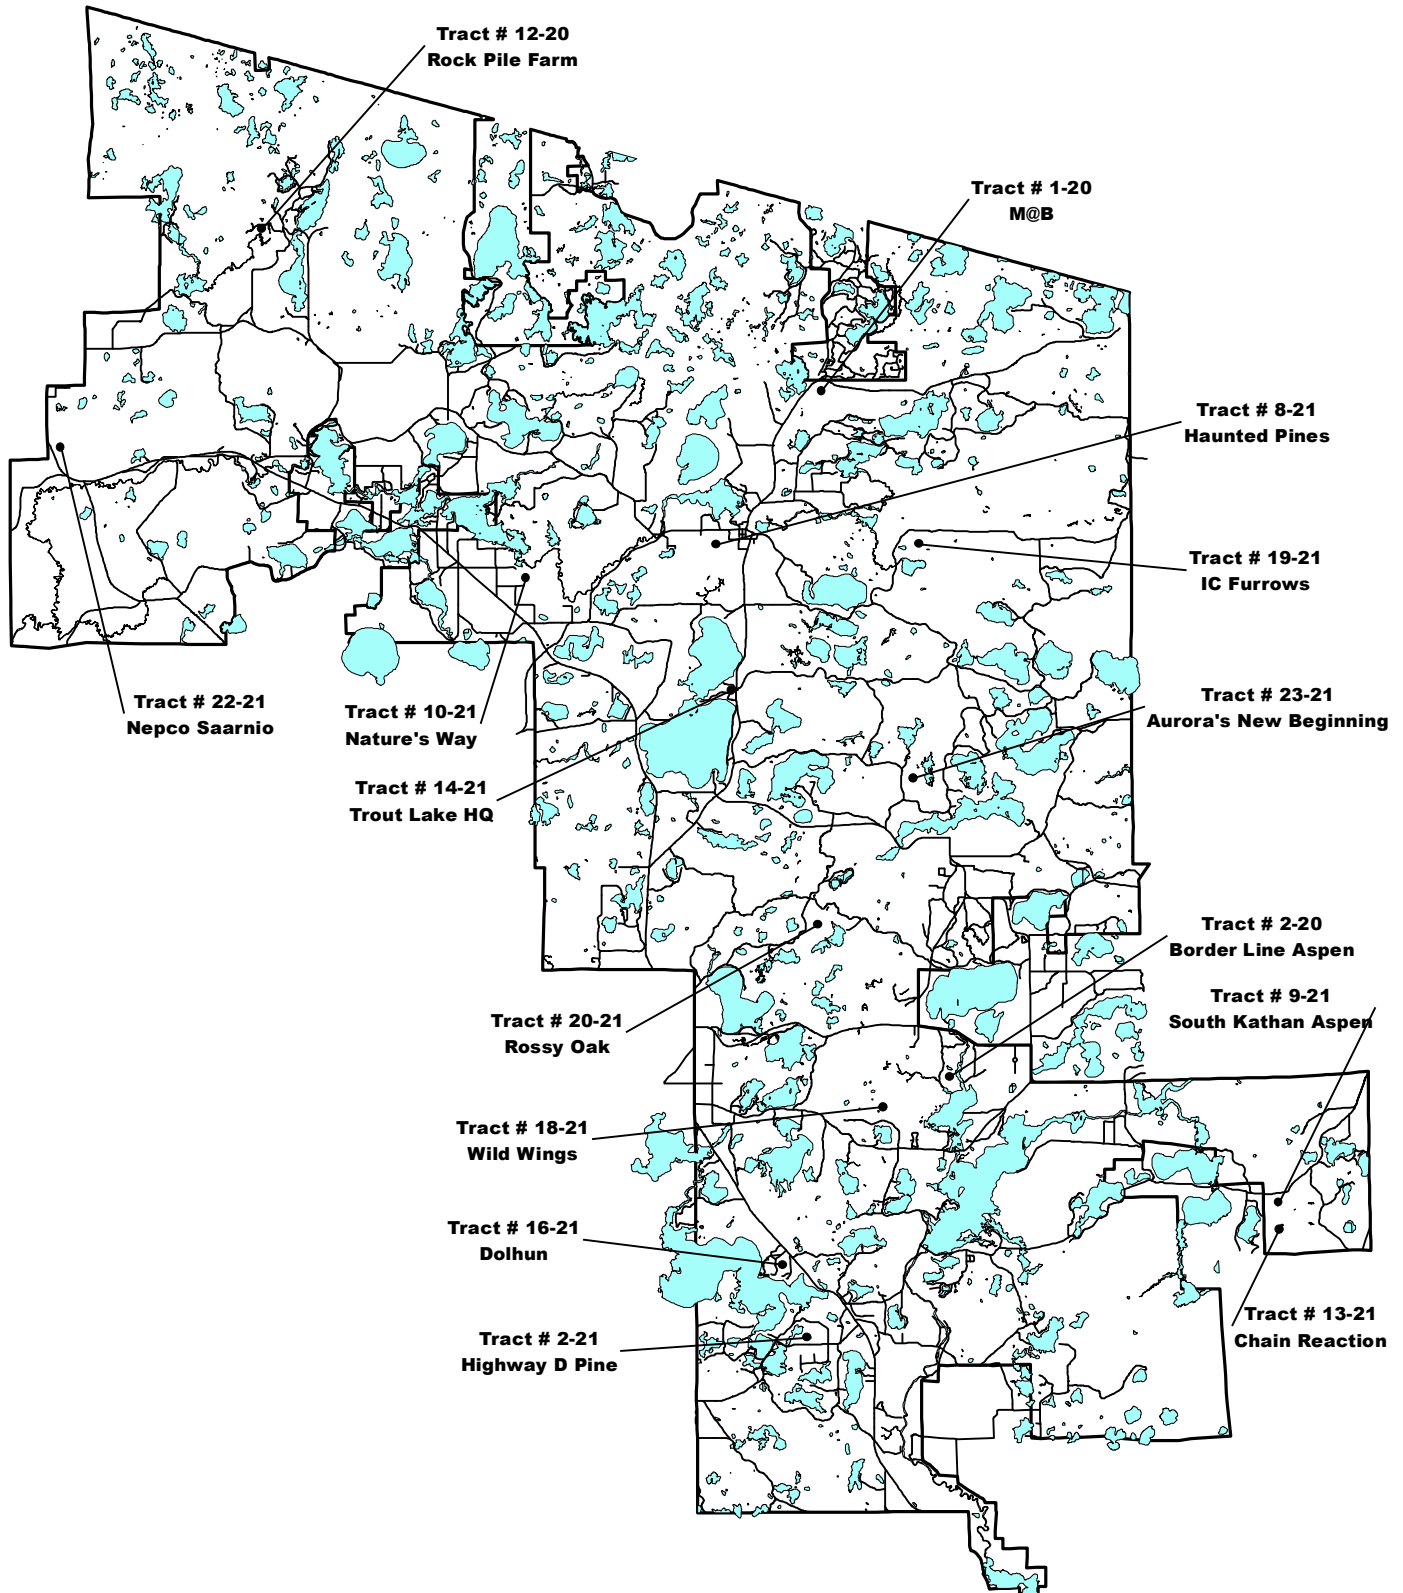 Tract # 12-20
Rock Pile Farm
Tract # 1-20
M@B
Tract # 8-21
Haunted Pines
Tract # 19-21
IC Furrows
Tract # 22-21
Nepco Saarnio
Tract # 10-21
Nature's Way
Tract # 23-21
Aurora's New Beginning
Tract # 14-21
Trout Lake HQ
Tract # 2-20
Border Line Aspen
Tract # 9-21
South Kathan Aspen
Tract # 20-21
Rossy Oak
Tract # 18-21
Wild Wings
Tract # 16-21
Dolhun
Tract # 13-21
Chain Reaction
Tract # 2-21
Highway D Pine